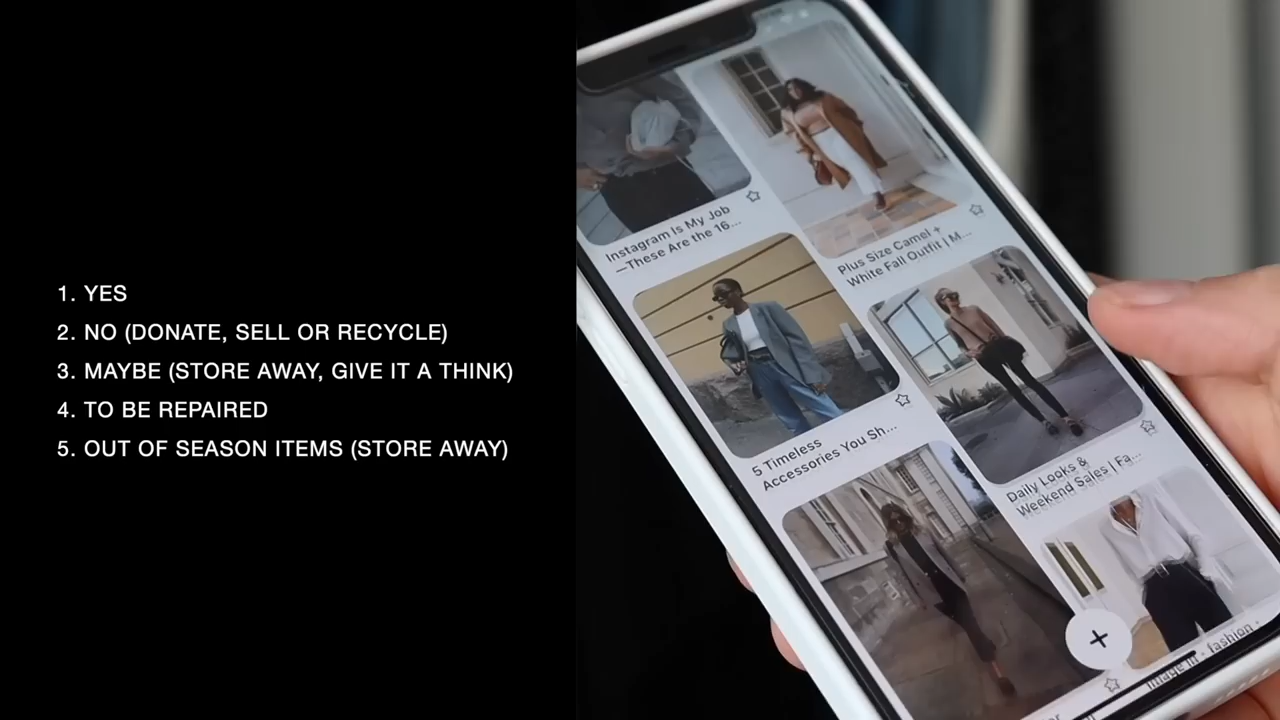 1. YES
2. NO (DONATE, SELL OR RECYCLE)
3. MAYBE (STORE AWAY, GIVE IT A THINK)
4. TO BE REPAIRED
5. OUT OF SEASON ITEMS (STORE AWAY)
Instagram Is My Job
—These Are the 16...
Plus Size Camel +
White Fall Outfit | M...
5 Timeless
Accessories You Sh...
Daily Looks &
Weekend Sales | Fa...
fashion